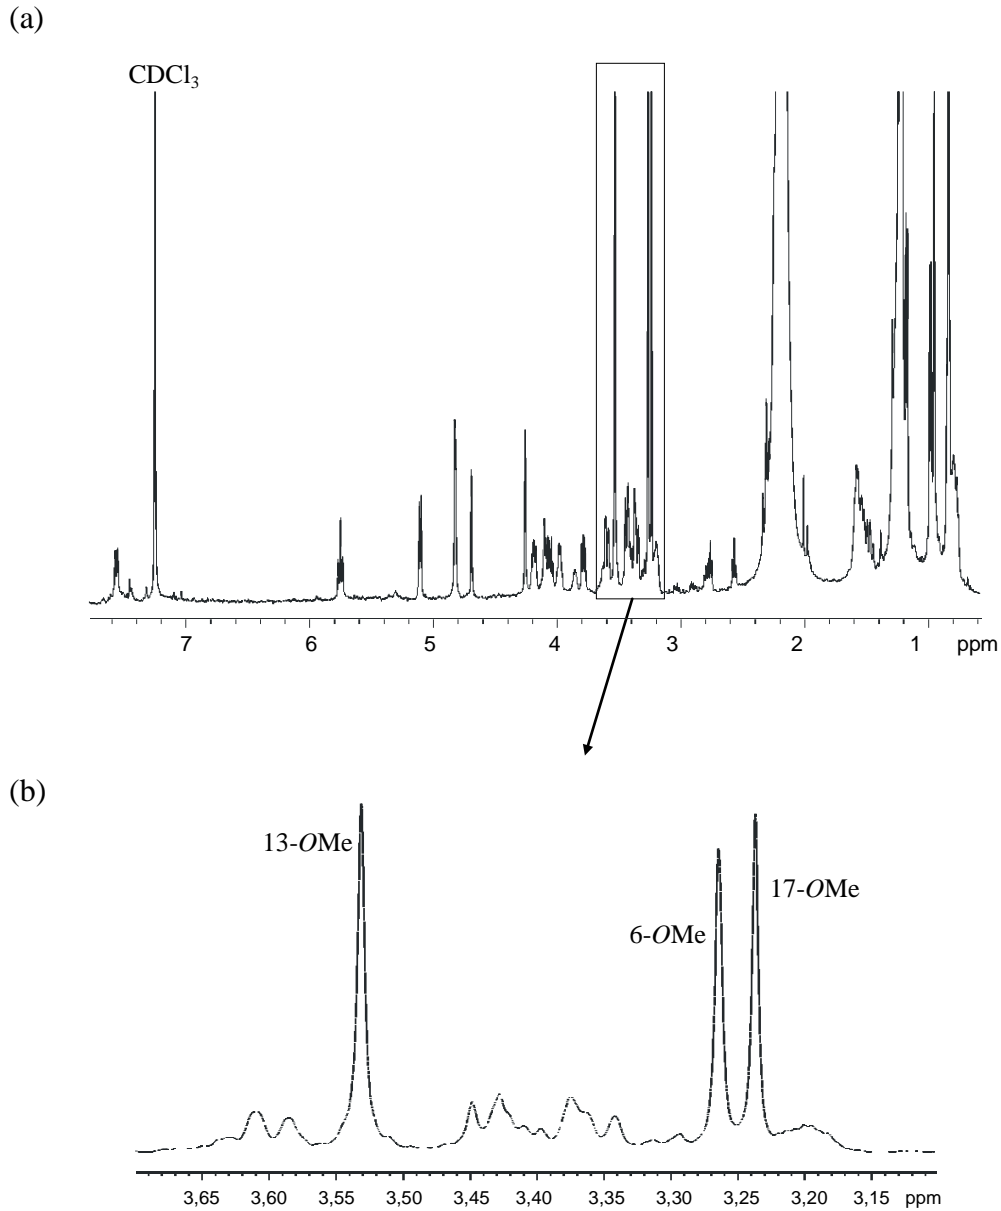 (a)
CDCl₃
7 6 5 4 3 2 1 ppm
(b)
13-OMe
17-OMe
6-OMe
3,65 3,60 3,55 3,50 3,45 3,40 3,35 3,30 3,25 3,20 3,15 ppm